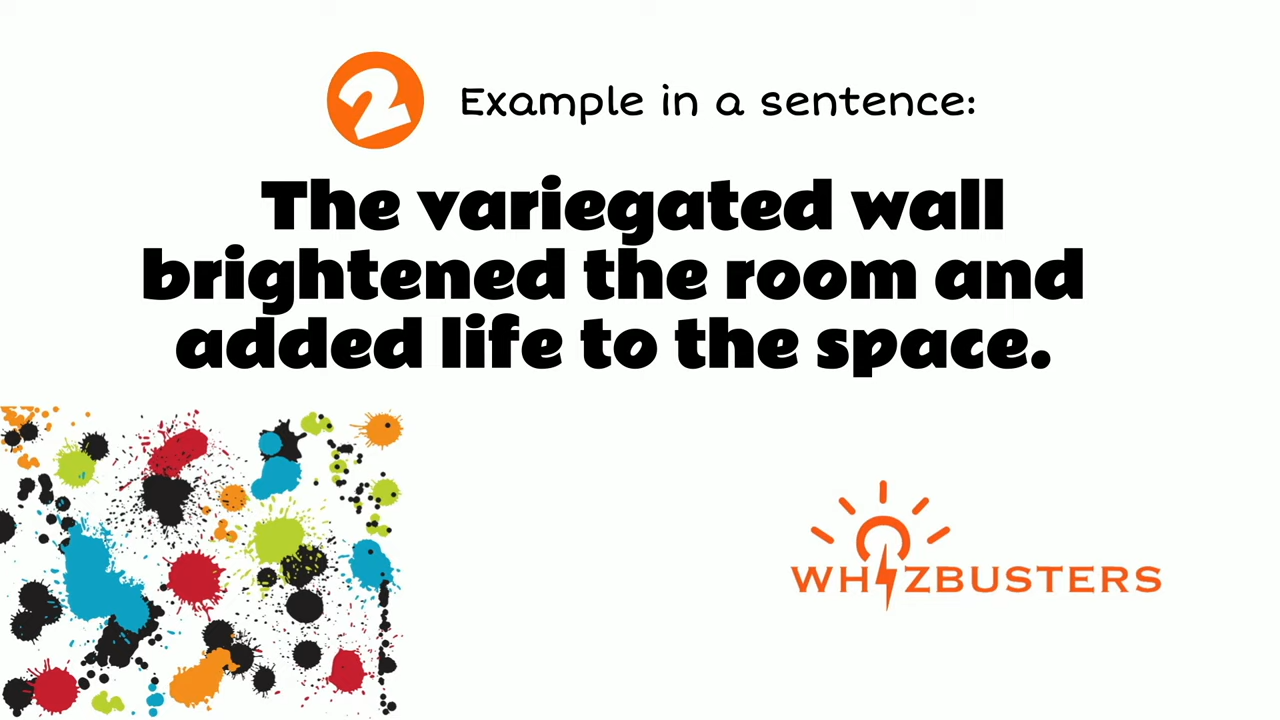 2 Example in a sentence:
The variegated wall
brightened the room and
added life to the space.
WHIZBUSTERS